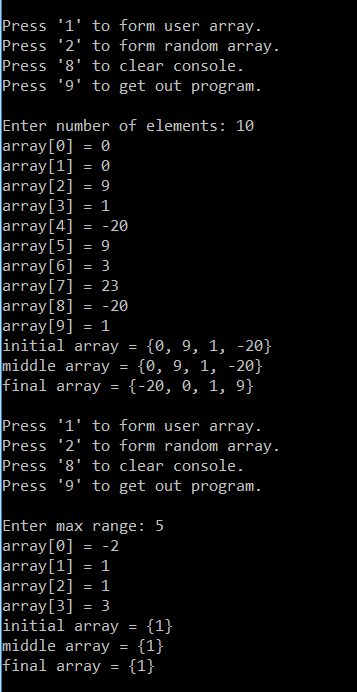 Press '1' to form user array.
Press '2' to form random array.
Press '8' to clear console.
Press '9' to get out program.
Enter number of elements: 10
array[0] = 0
array[1] = 0
array[2] = 9
array[3] = 1
array[4] = -20
array[5] = 9
array[6] = 3
array[7] = 23
array[8] = -20
array[9] = 1
initial array = {0, 9, 1, -20}
middle array = {0, 9, 1, -20}
final array = {-20, 0, 1, 9}
Press '1' to form user array.
Press '2' to form random array.
Press '8' to clear console.
Press '9' to get out program.
Enter max range: 5
array[0] = -2
array[1] = 1
array[2] = 1
array[3] = 3
initial array = {1}
middle array = {1}
final array = {1}